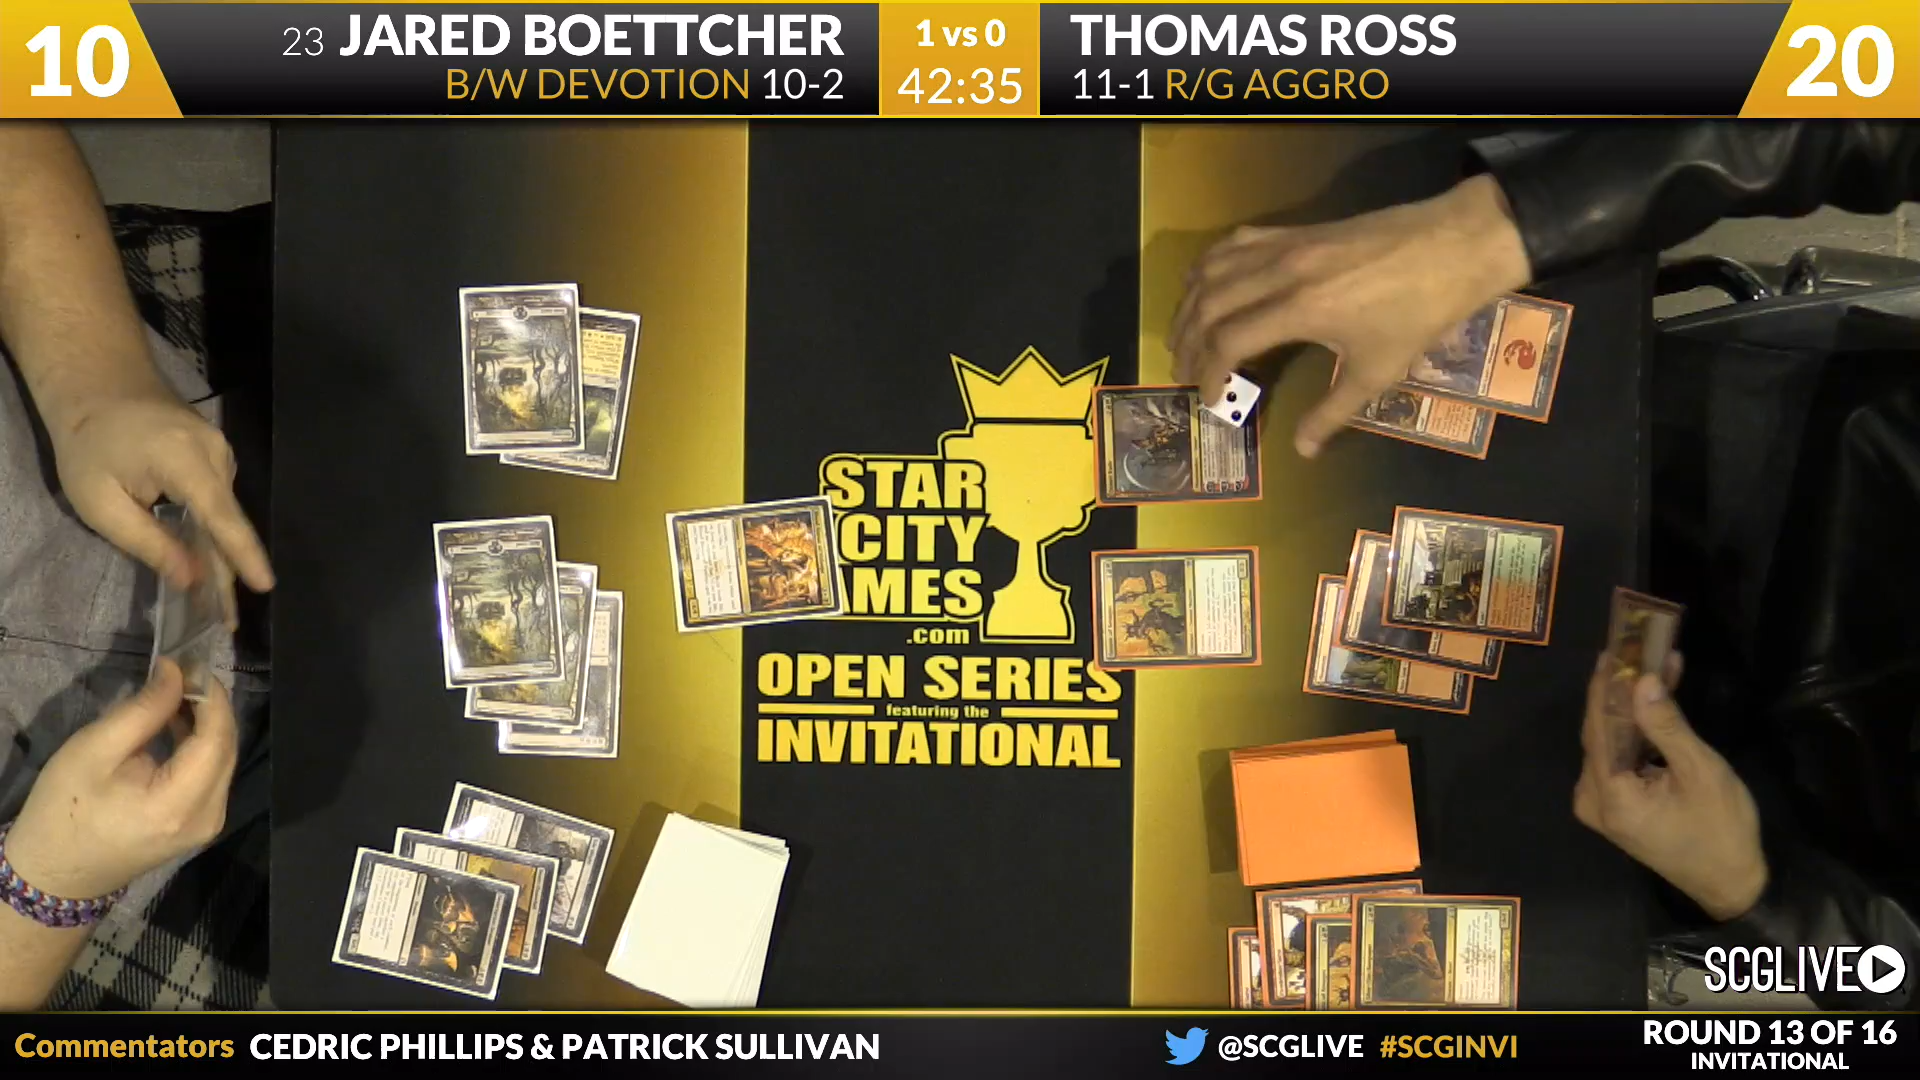 10
23 JARED BOETTCHER
B/W DEVOTION 10-2
1 vs 0
42:35
THOMAS ROSS
11-1 R/G AGGRO
20
STAR
CITY
AMES
.com
OPEN SERIES
featuring the
INVITATIONAL
SCGLIVE
Commentators CEDRIC PHILLIPS & PATRICK SULLIVAN
@SCGLIVE #SCGINVI
ROUND 13 OF 16
INVITATIONAL